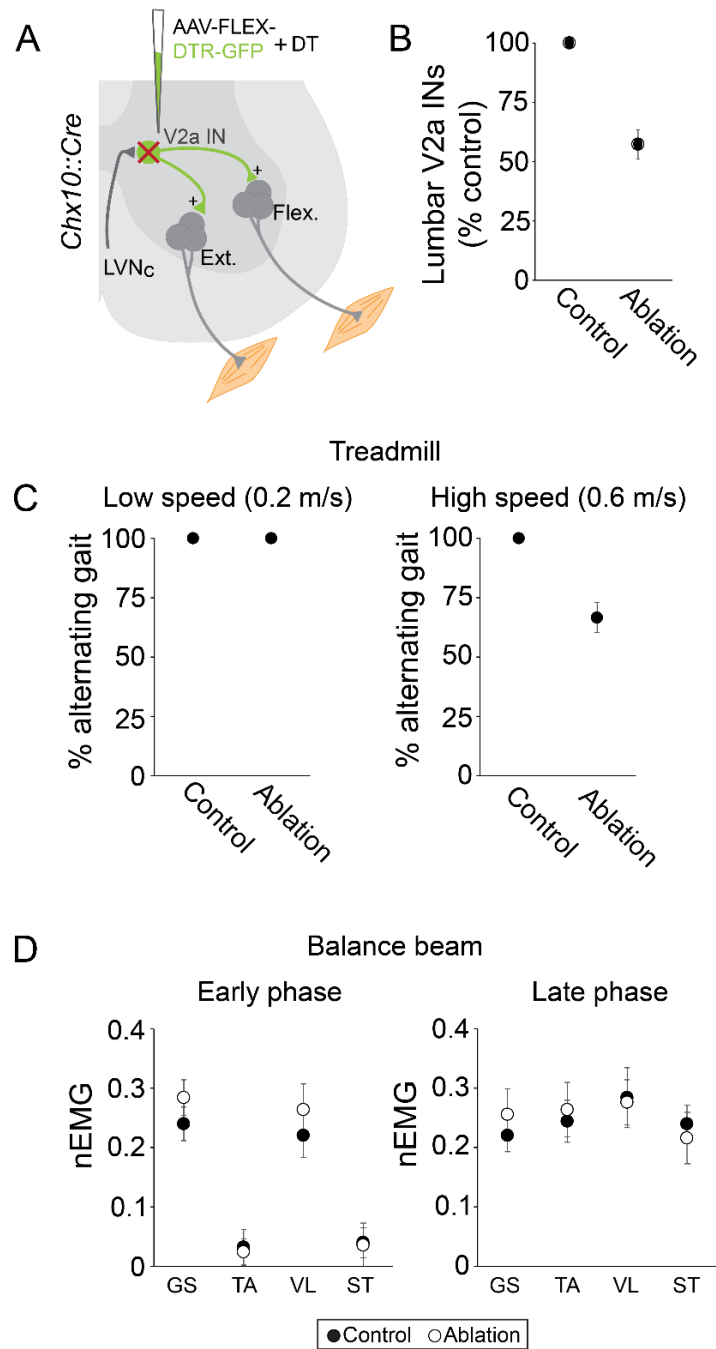 A
AAV-FLEX-
DTR-GFP
+ DT
Chx10::Cre
V2a IN
+
+
Flex.
Ext.
LVNc
B
Lumbar V2a INs
(% control)
100
75
50
25
0
Control
Ablation
Treadmill
C
Low speed (0.2 m/s)
% alternating gait
100
75
50
25
0
Control
Ablation
High speed (0.6 m/s)
% alternating gait
100
75
50
25
0
Control
Ablation
D
Balance beam
Early phase
nEMG
0.4
0.3
0.2
0.1
0
GS TA VL ST
Late phase
nEMG
0.4
0.3
0.2
0.1
0
GS TA VL ST
Control Ablation